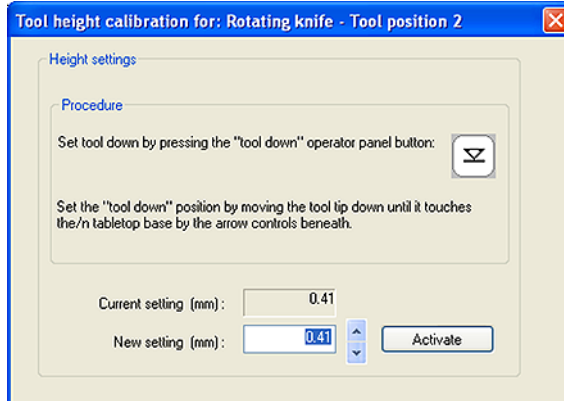 Tool height calibration for: Rotating knife - Tool position 2
Height settings
Procedure
Set tool down by pressing the "tool down" operator panel button:
Set the "tool down" position by moving the tool tip down until it touches
the/n tabletop base by the arrow controls beneath.
Current setting (mm) : 0.41
New setting (mm) : 0.41 Activate